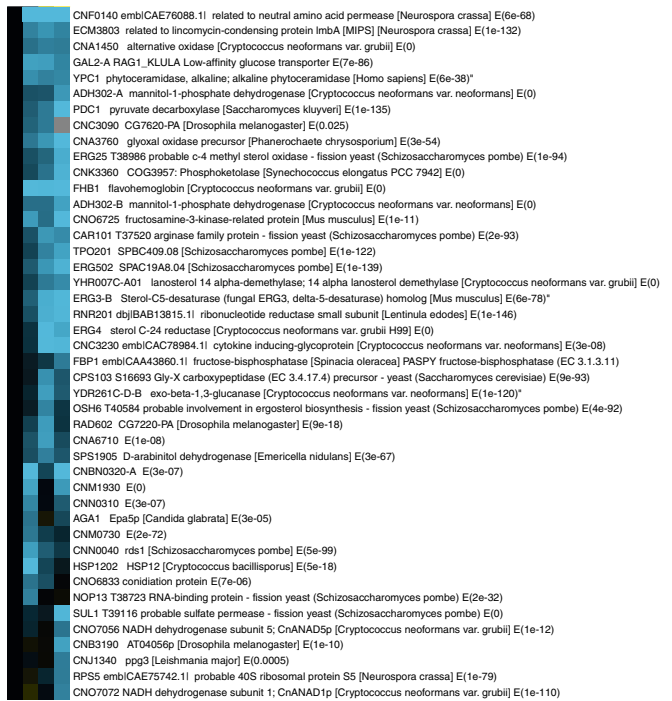 CNF0140 emb|CAE76088.1| related to neutral amino acid permease [Neurospora crassa] E(6e-68)
ECM3803 related to lincomycin-condensing protein lmbA [MIPS] [Neurospora crassa] E(1e-132)
CNA1450 alternative oxidase [Cryptococcus neoformans var. grubii] E(0)
GAL2-A RAG1_KLULA Low-affinity glucose transporter E(7e-86)
YPC1 phytoceramidase, alkaline; alkaline phytoceramidase [Homo sapiens] E(6e-38)"
ADH302-A mannitol-1-phosphate dehydrogenase [Cryptococcus neoformans var. neoformans] E(0)
PDC1 pyruvate decarboxylase [Saccharomyces kluyveri] E(1e-135)
CNC3090 CG7620-PA [Drosophila melanogaster] E(0.025)
CNA3760 glyoxal oxidase precursor [Phanerochaete chrysosporium] E(3e-54)
ERG25 T38986 probable c-4 methyl sterol oxidase - fission yeast (Schizosaccharomyces pombe) E(1e-94)
CNK3360 COG3957: Phosphoketolase [Synechococcus elongatus PCC 7942] E(0)
FHB1 flavohemoglobin [Cryptococcus neoformans var. grubii] E(0)
ADH302-B mannitol-1-phosphate dehydrogenase [Cryptococcus neoformans var. neoformans] E(0)
CNO6725 fructosamine-3-kinase-related protein [Mus musculus] E(1e-11)
CAR101 T37520 arginase family protein - fission yeast (Schizosaccharomyces pombe) E(2e-93)
TPO201 SPBC409.08 [Schizosaccharomyces pombe] E(1e-122)
ERG502 SPAC19A8.04 [Schizosaccharomyces pombe] E(1e-139)
YHR007C-A01 lanosterol 14 alpha-demethylase; 14 alpha lanosterol demethylase [Cryptococcus neoformans var. grubii] E(0)
ERG3-B Sterol-C5-desaturase (fungal ERG3, delta-5-desaturase) homolog [Mus musculus] E(6e-78)"
RNR201 dbj|BAB13815.1| ribonucleotide reductase small subunit [Lentinula edodes] E(1e-146)
ERG4 sterol C-24 reductase [Cryptococcus neoformans var. grubii H99] E(0)
CNC3230 emb|CAC78984.1| cytokine inducing-glycoprotein [Cryptococcus neoformans] E(3e-08)
FBP1 emb|CAA43860.1| fructose-bisphosphatase [Spinacia oleracea] PASPY fructose-bisphosphatase (EC 3.1.3.11)
CPS103 S16693 Gly-X carboxypeptidase (EC 3.4.17.4) precursor - yeast (Saccharomyces cerevisiae) E(9e-93)
YDR261C-D-B exo-beta-1,3-glucanase [Cryptococcus neoformans var. neoformans] E(1e-120)"
OSH6 T40584 probable involvement in ergosterol biosynthesis - fission yeast (Schizosaccharomyces pombe) E(4e-92)
RAD602 CG7220-PA [Drosophila melanogaster] E(9e-18)
CNA6710 E(1e-08)
SPS1905 D-arabinitol dehydrogenase [Emericella nidulans] E(3e-67)
CNBN0320-A E(3e-07)
CNM1930 E(0)
CNN0310 E(3e-07)
AGA1 Epa5p [Candida glabrata] E(3e-05)
CNM0730 E(2e-72)
CNN0040 rds1 [Schizosaccharomyces pombe] E(5e-99)
HSP1202 HSP12 [Cryptococcus bacillisporus] E(5e-18)
CNO6833 conidiation protein E(7e-06)
NOP13 T38723 RNA-binding protein - fission yeast (Schizosaccharomyces pombe) E(2e-32)
SUL1 T39116 probable sulfate permease - fission yeast (Schizosaccharomyces pombe) E(0)
CNO7056 NADH dehydrogenase subunit 5; CnANAD5p [Cryptococcus neoformans var. grubii] E(1e-12)
CNB3190 AT04056p [Drosophila melanogaster] E(1e-10)
CNJ1340 ppg3 [Leishmania major] E(0.0005)
RPS5 emb|CAE75742.1| probable 40S ribosomal protein S5 [Neurospora crassa] E(1e-79)
CNO7072 NADH dehydrogenase subunit 1; CnANAD1p [Cryptococcus neoformans var. grubii] E(1e-110)